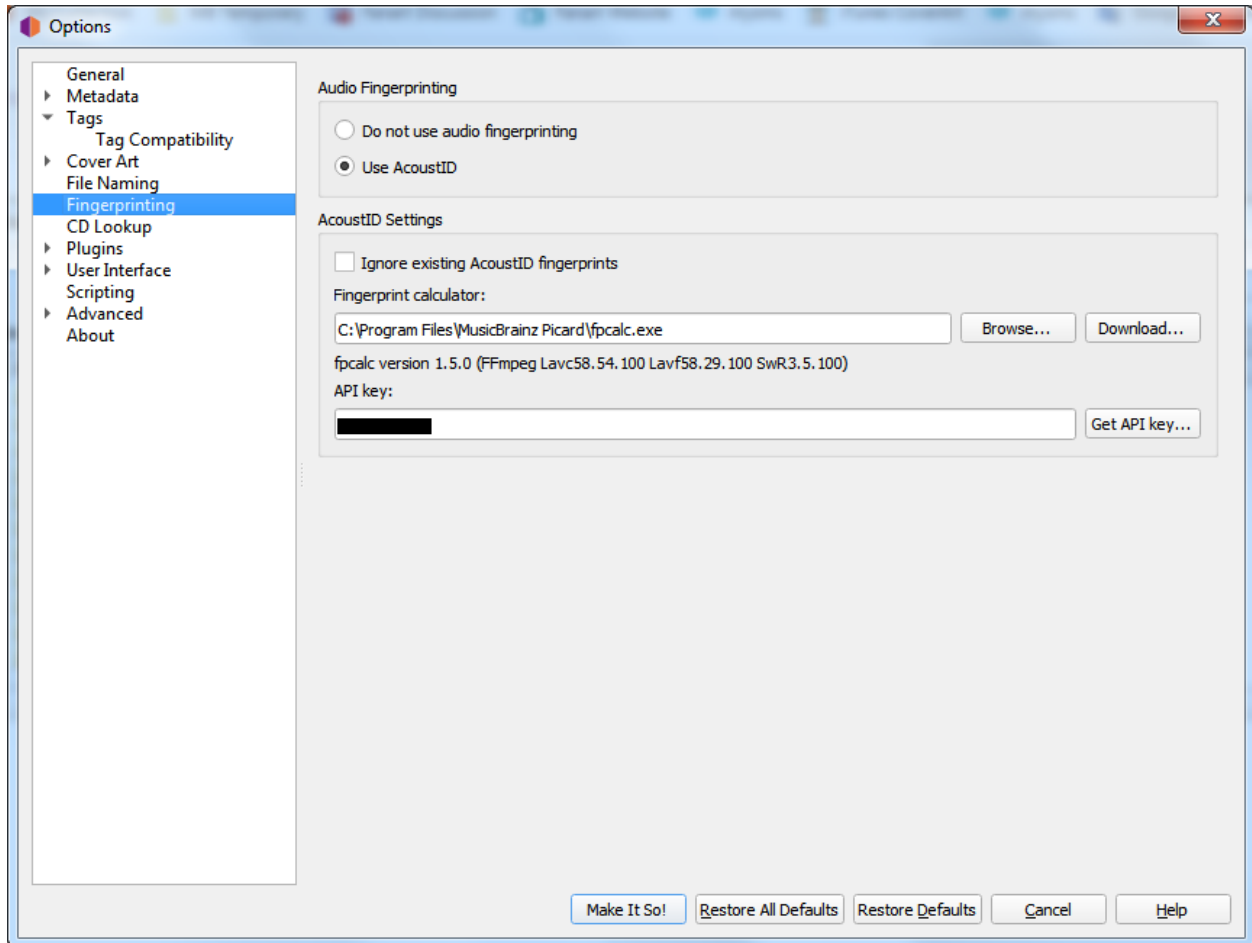 Options
General
Metadata
Tags
Tag Compatibility
Cover Art
File Naming
Fingerprinting
CD Lookup
Plugins
User Interface
Scripting
Advanced
About
Audio Fingerprinting
Do not use audio fingerprinting
Use AcoustID
AcoustID Settings
Ignore existing AcoustID fingerprints
Fingerprint calculator:
C:\Program Files\MusicBrainz Picard\fpcalc.exe Browse... Download...
fpcalc version 1.5.0 (FFmpeg Lavc58.54.100 Lavf58.29.100 SwR3.5.100)
API key:
Get API key...
Make It So! Restore All Defaults Restore Defaults Cancel Help